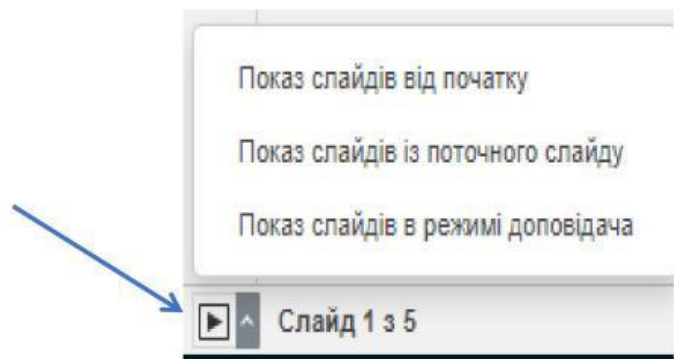 Показ слайдів від початку
Показ слайдів із поточного слайду
Показ слайдів в режимі доповідача
Слайд 1 з 5